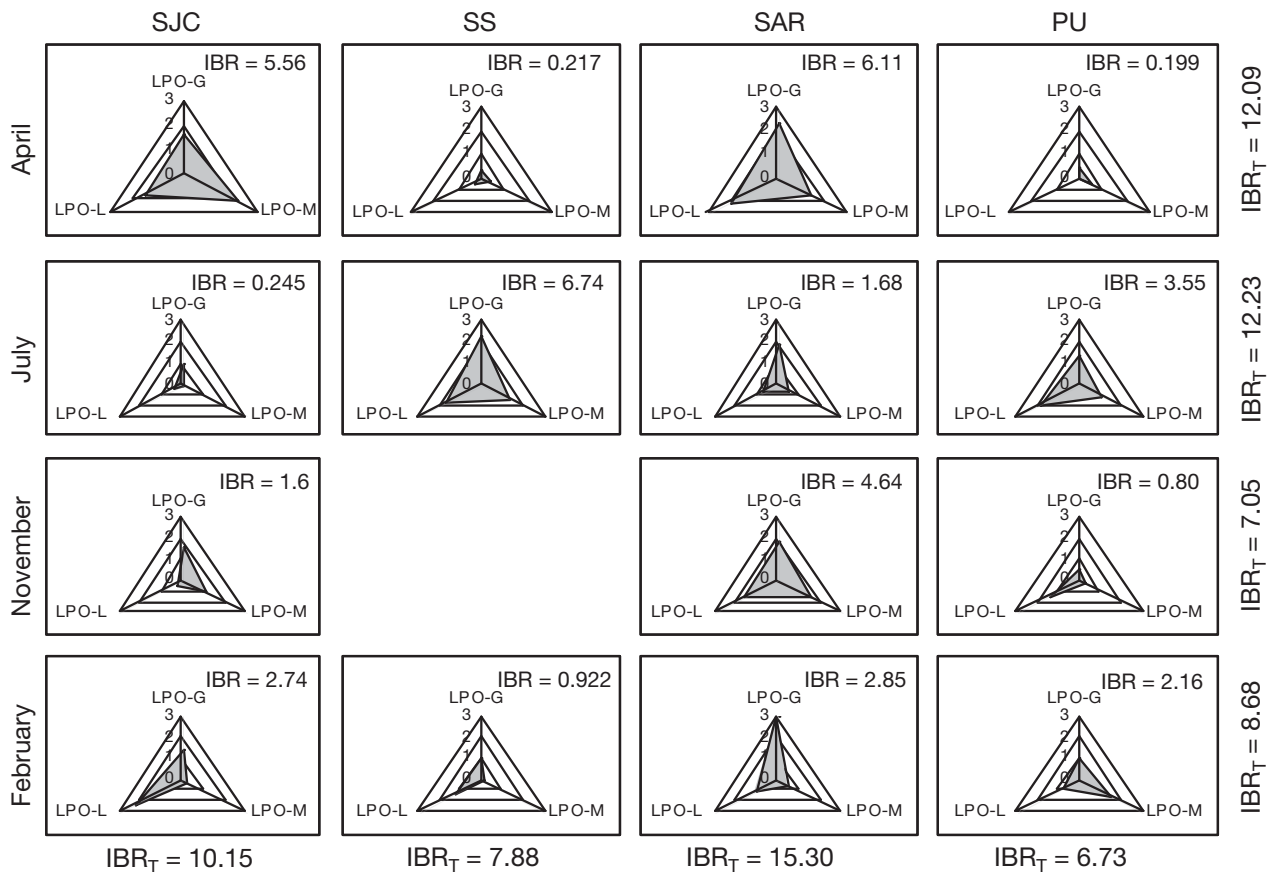 SJC SS SAR PU
April
IBR = 5.56
LPO-G
3
2
1
0
LPO-L LPO-M
IBR = 0.217
LPO-G
3
2
1
0
LPO-L LPO-M
IBR = 6.11
LPO-G
3
2
1
0
LPO-L LPO-M
IBR = 0.199
LPO-G
3
2
1
0
LPO-L LPO-M
IBR_T = 12.09
July
IBR = 0.245
LPO-G
3
2
1
0
LPO-L LPO-M
IBR = 6.74
LPO-G
3
2
1
0
LPO-L LPO-M
IBR = 1.68
LPO-G
3
2
1
0
LPO-L LPO-M
IBR = 3.55
LPO-G
3
2
1
0
LPO-L LPO-M
IBR_T = 12.23
November
IBR = 1.6
LPO-G
3
2
1
0
LPO-L LPO-M
IBR = 4.64
LPO-G
3
2
1
0
LPO-L LPO-M
IBR = 0.80
LPO-G
3
2
1
0
LPO-L LPO-M
IBR_T = 7.05
February
IBR = 2.74
LPO-G
3
2
1
0
LPO-L LPO-M
IBR = 0.922
LPO-G
3
2
1
0
LPO-L LPO-M
IBR = 2.85
LPO-G
3
2
1
0
LPO-L LPO-M
IBR = 2.16
LPO-G
3
2
1
0
LPO-L LPO-M
IBR_T = 8.68
IBR_T = 10.15 IBR_T = 7.88 IBR_T = 15.30 IBR_T = 6.73